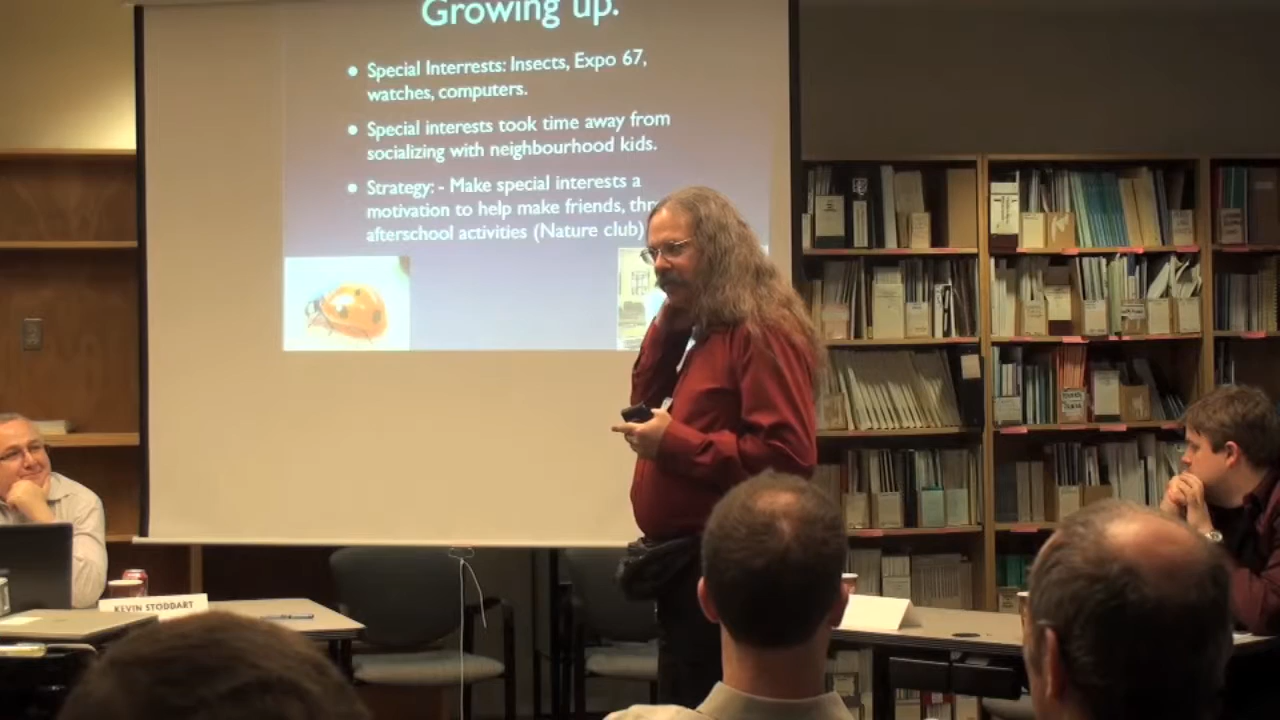 Growing up.
• Special Interrests: Insects, Expo 67,
watches, computers.
• Special interests took time away from
socializing with neighbourhood kids.
• Strategy: - Make special interests a
motivation to help make friends,
afterschool activities (Nature club)
KEVIN STODDART